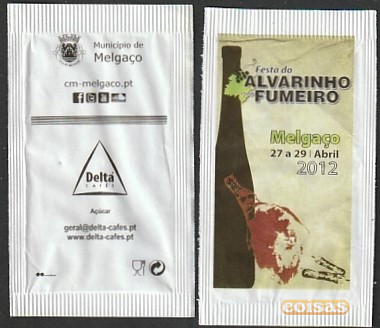 Município de
Melgaço
cm-melgaco.pt
Delta
CAFÉS
Açúcar
geral@delta-cafes.pt
www.delta-cafes.pt
Festa do
ALVARINHO
FUMEIRO
Melgaço
27 a 29 | Abril
2012
coisas